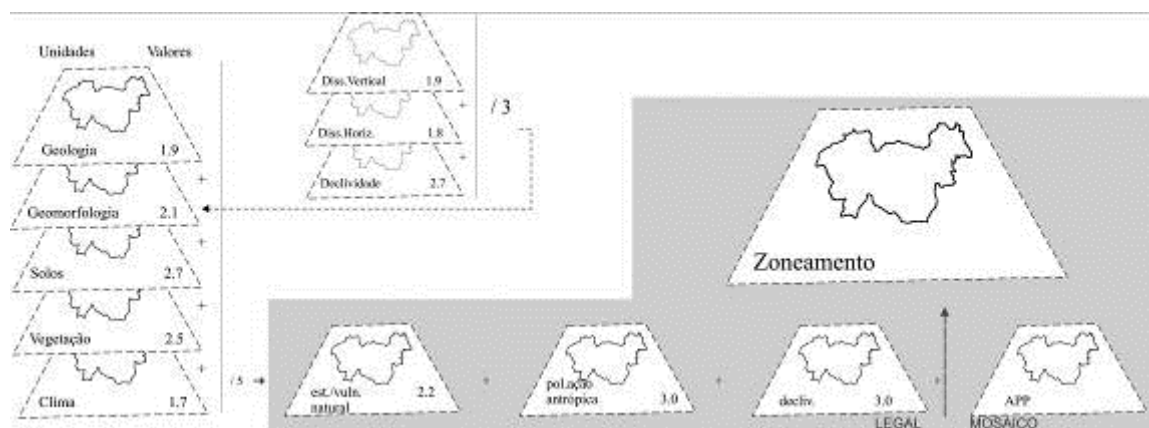 Unidades Valores
Geologia 1.9
+
Geomorfologia 2.1
+
Solos 2.7
+
Vegetação 2.5
+
Clima 1.7
/ 5
Diss.Vertical 1.9
+
Diss.Horiz. 1.8
+
Declividade 2.7
/ 3
Zoneamento
est./vuln.
natural 2.2
+
pol.ação
antrópica 3.0
+
decliv. 3.0
+
APP
LEGAL MOSAICO